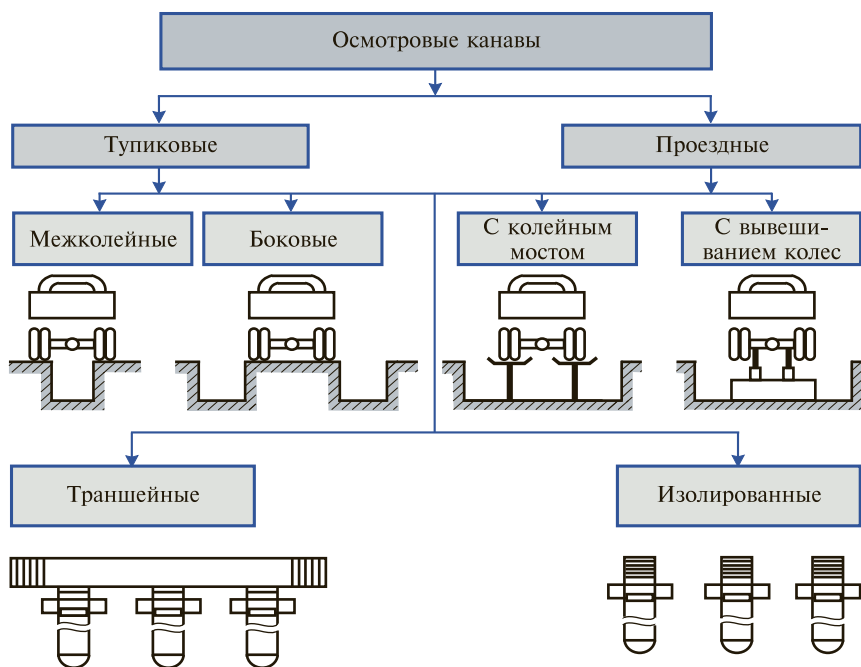 Осмотровые канавы
Тупиковые
Проездные
Межколейные
Боковые
С колейным
мостом
С вывеши-
ванием колес
Траншейные
Изолированные